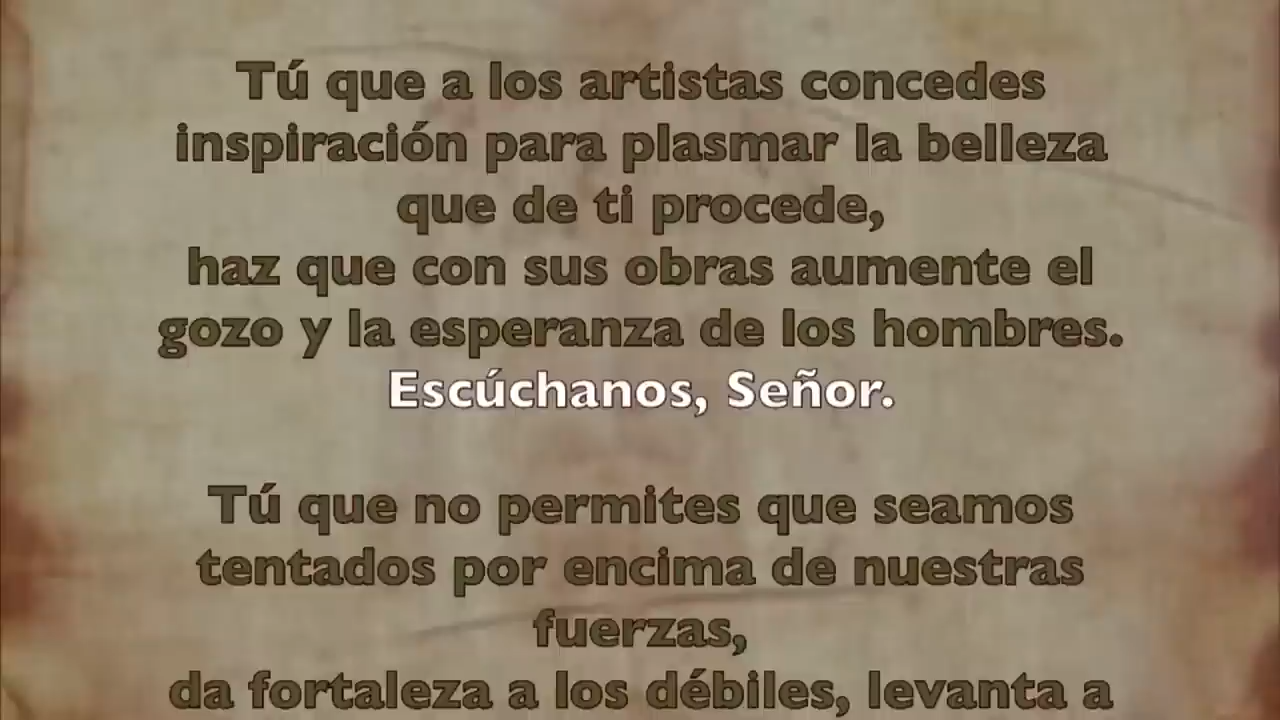 Tú que a los artistas concedes
inspiración para plasmar la belleza
que de ti procede,
haz que con sus obras aumente el
gozo y la esperanza de los hombres.
Escúchanos, Señor.
Tú que no permites que seamos
tentados por encima de nuestras
fuerzas,
da fortaleza a los débiles, levanta a